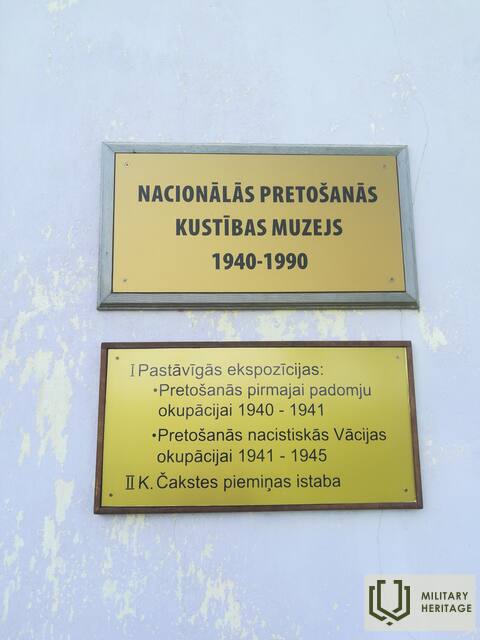 NACIONĀLĀS PRETOŠANĀS
KUSTĪBAS MUZEJS
1940-1990
I Pastāvīgās ekspozīcijas:
•Pretošanās pirmajai padomju
okupācijai 1940 - 1941
•Pretošanās nacistiskās Vācijas
okupācijai 1941 - 1945
II K. Čakstes piemiņas istaba
MILITARY
HERITAGE